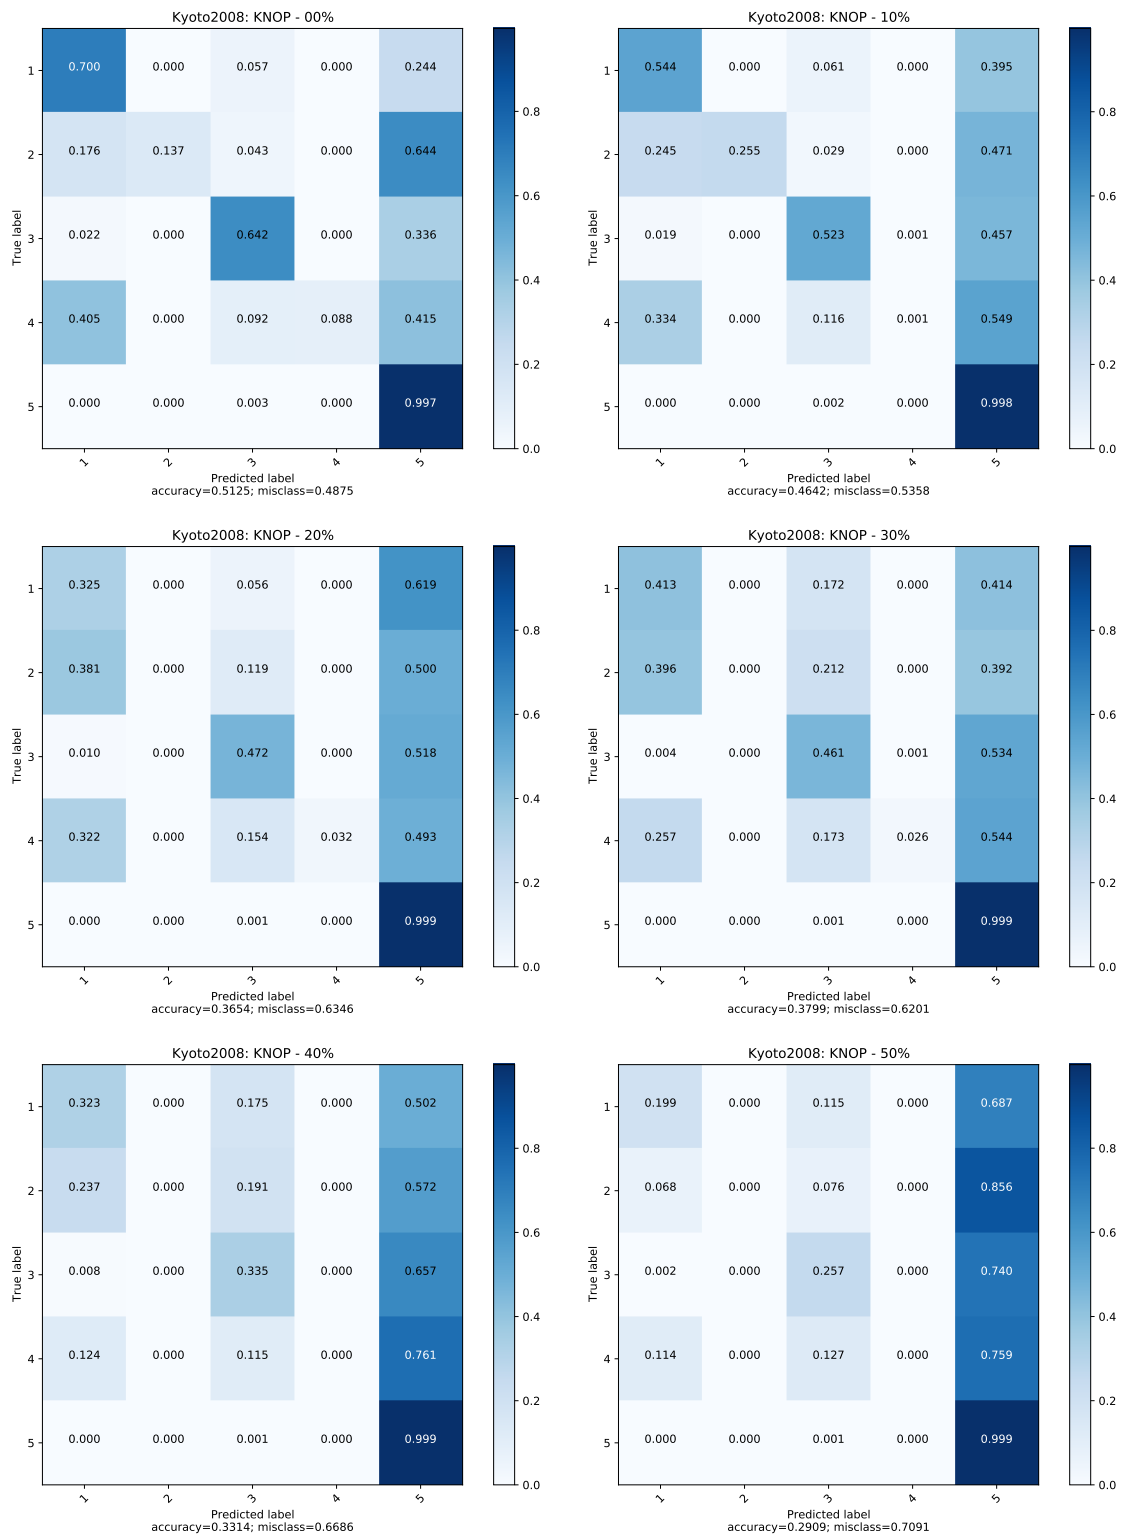 Kyoto2008: KNOP - 00%
True label
1 0.700 0.000 0.057 0.000 0.244
2 0.176 0.137 0.043 0.000 0.644
3 0.022 0.000 0.642 0.000 0.336
4 0.405 0.000 0.092 0.088 0.415
5 0.000 0.000 0.003 0.000 0.997
1 2 3 4 5
Predicted label
accuracy=0.5125; misclass=0.4875
0.8
0.6
0.4
0.2
0.0
Kyoto2008: KNOP - 10%
True label
1 0.544 0.000 0.061 0.000 0.395
2 0.245 0.255 0.029 0.000 0.471
3 0.019 0.000 0.523 0.001 0.457
4 0.334 0.000 0.116 0.001 0.549
5 0.000 0.000 0.002 0.000 0.998
1 2 3 4 5
Predicted label
accuracy=0.4642; misclass=0.5358
0.8
0.6
0.4
0.2
0.0
Kyoto2008: KNOP - 20%
True label
1 0.325 0.000 0.056 0.000 0.619
2 0.381 0.000 0.119 0.000 0.500
3 0.010 0.000 0.472 0.000 0.518
4 0.322 0.000 0.154 0.032 0.493
5 0.000 0.000 0.001 0.000 0.999
1 2 3 4 5
Predicted label
accuracy=0.3654; misclass=0.6346
0.8
0.6
0.4
0.2
0.0
Kyoto2008: KNOP - 30%
True label
1 0.413 0.000 0.172 0.000 0.414
2 0.396 0.000 0.212 0.000 0.392
3 0.004 0.000 0.461 0.001 0.534
4 0.257 0.000 0.173 0.026 0.544
5 0.000 0.000 0.001 0.000 0.999
1 2 3 4 5
Predicted label
accuracy=0.3799; misclass=0.6201
0.8
0.6
0.4
0.2
0.0
Kyoto2008: KNOP - 40%
True label
1 0.323 0.000 0.175 0.000 0.502
2 0.237 0.000 0.191 0.000 0.572
3 0.008 0.000 0.335 0.000 0.657
4 0.124 0.000 0.115 0.000 0.761
5 0.000 0.000 0.001 0.000 0.999
1 2 3 4 5
Predicted label
accuracy=0.3314; misclass=0.6686
0.8
0.6
0.4
0.2
0.0
Kyoto2008: KNOP - 50%
True label
1 0.199 0.000 0.115 0.000 0.687
2 0.068 0.000 0.076 0.000 0.856
3 0.002 0.000 0.257 0.000 0.740
4 0.114 0.000 0.127 0.000 0.759
5 0.000 0.000 0.001 0.000 0.999
1 2 3 4 5
Predicted label
accuracy=0.2909; misclass=0.7091
0.8
0.6
0.4
0.2
0.0